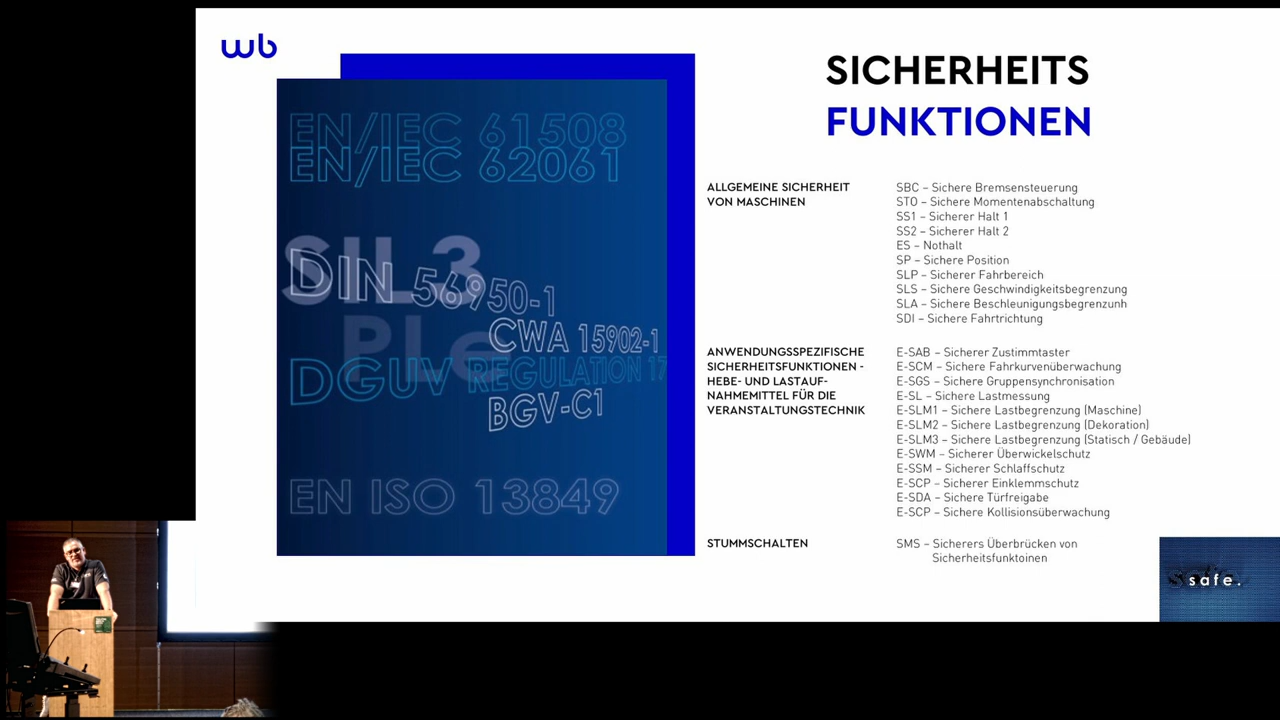 wb
SICHERHEITS
FUNKTIONEN
EN/IEC 61508
EN/IEC 62061
SIL3
DIN 56950-1
CWA 15902-1
PLe
DGUV REGULATION 17
BGV-C1
EN ISO 13849
ALLGEMEINE SICHERHEIT
VON MASCHINEN
SBC – Sichere Bremsensteuerung
STO – Sichere Momentenabschaltung
SS1 – Sicherer Halt 1
SS2 – Sicherer Halt 2
ES – Nothalt
SP – Sichere Position
SLP – Sicherer Fahrbereich
SLS – Sichere Geschwindigkeitsbegrenzung
SLA – Sichere Beschleunigungsbegrenzunh
SDI – Sichere Fahrtrichtung
ANWENDUNGSSPEZIFISCHE
SICHERHEITSFUNKTIONEN -
HEBE- UND LASTAUF-
NAHMEMITTEL FÜR DIE
VERANSTALTUNGSTECHNIK
E-SAB – Sicherer Zustimmtaster
E-SCM – Sichere Fahrkurvenüberwachung
E-SGS – Sichere Gruppensynchronisation
E-SL – Sichere Lastmessung
E-SLM1 – Sichere Lastbegrenzung (Maschine)
E-SLM2 – Sichere Lastbegrenzung (Dekoration)
E-SLM3 – Sichere Lastbegrenzung (Statisch / Gebäude)
E-SWM – Sicherer Überwickelschutz
E-SSM – Sicherer Schlaffschutz
E-SCP – Sicherer Einklemmschutz
E-SDA – Sichere Türfreigabe
E-SCP – Sichere Kollisionsüberwachung
STUMMSCHALTEN
SMS – Sicherers Überbrücken von
Sicherheitsfunktoinen
safe.